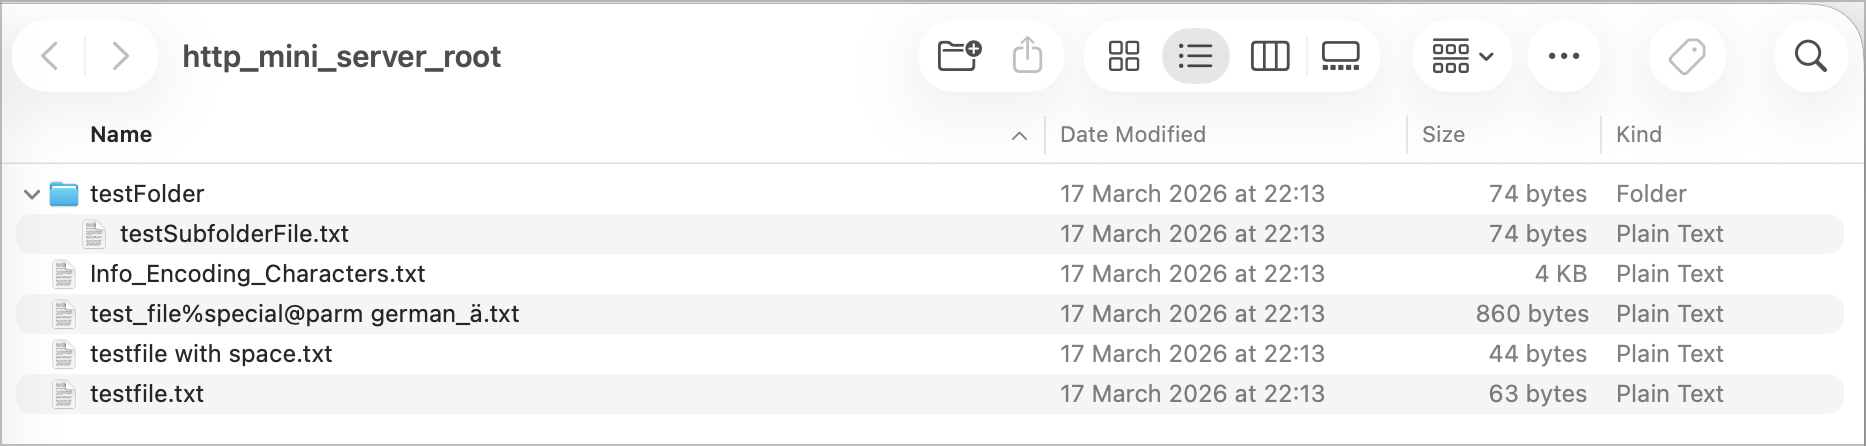 http_mini_server_root
Name Date Modified Size Kind
testFolder 17 March 2026 at 22:13 74 bytes Folder
testSubfolderFile.txt 17 March 2026 at 22:13 74 bytes Plain Text
Info_Encoding_Characters.txt 17 March 2026 at 22:13 4 KB Plain Text
test_file%special@parm german_ä.txt 17 March 2026 at 22:13 860 bytes Plain Text
testfile with space.txt 17 March 2026 at 22:13 44 bytes Plain Text
testfile.txt 17 March 2026 at 22:13 63 bytes Plain Text